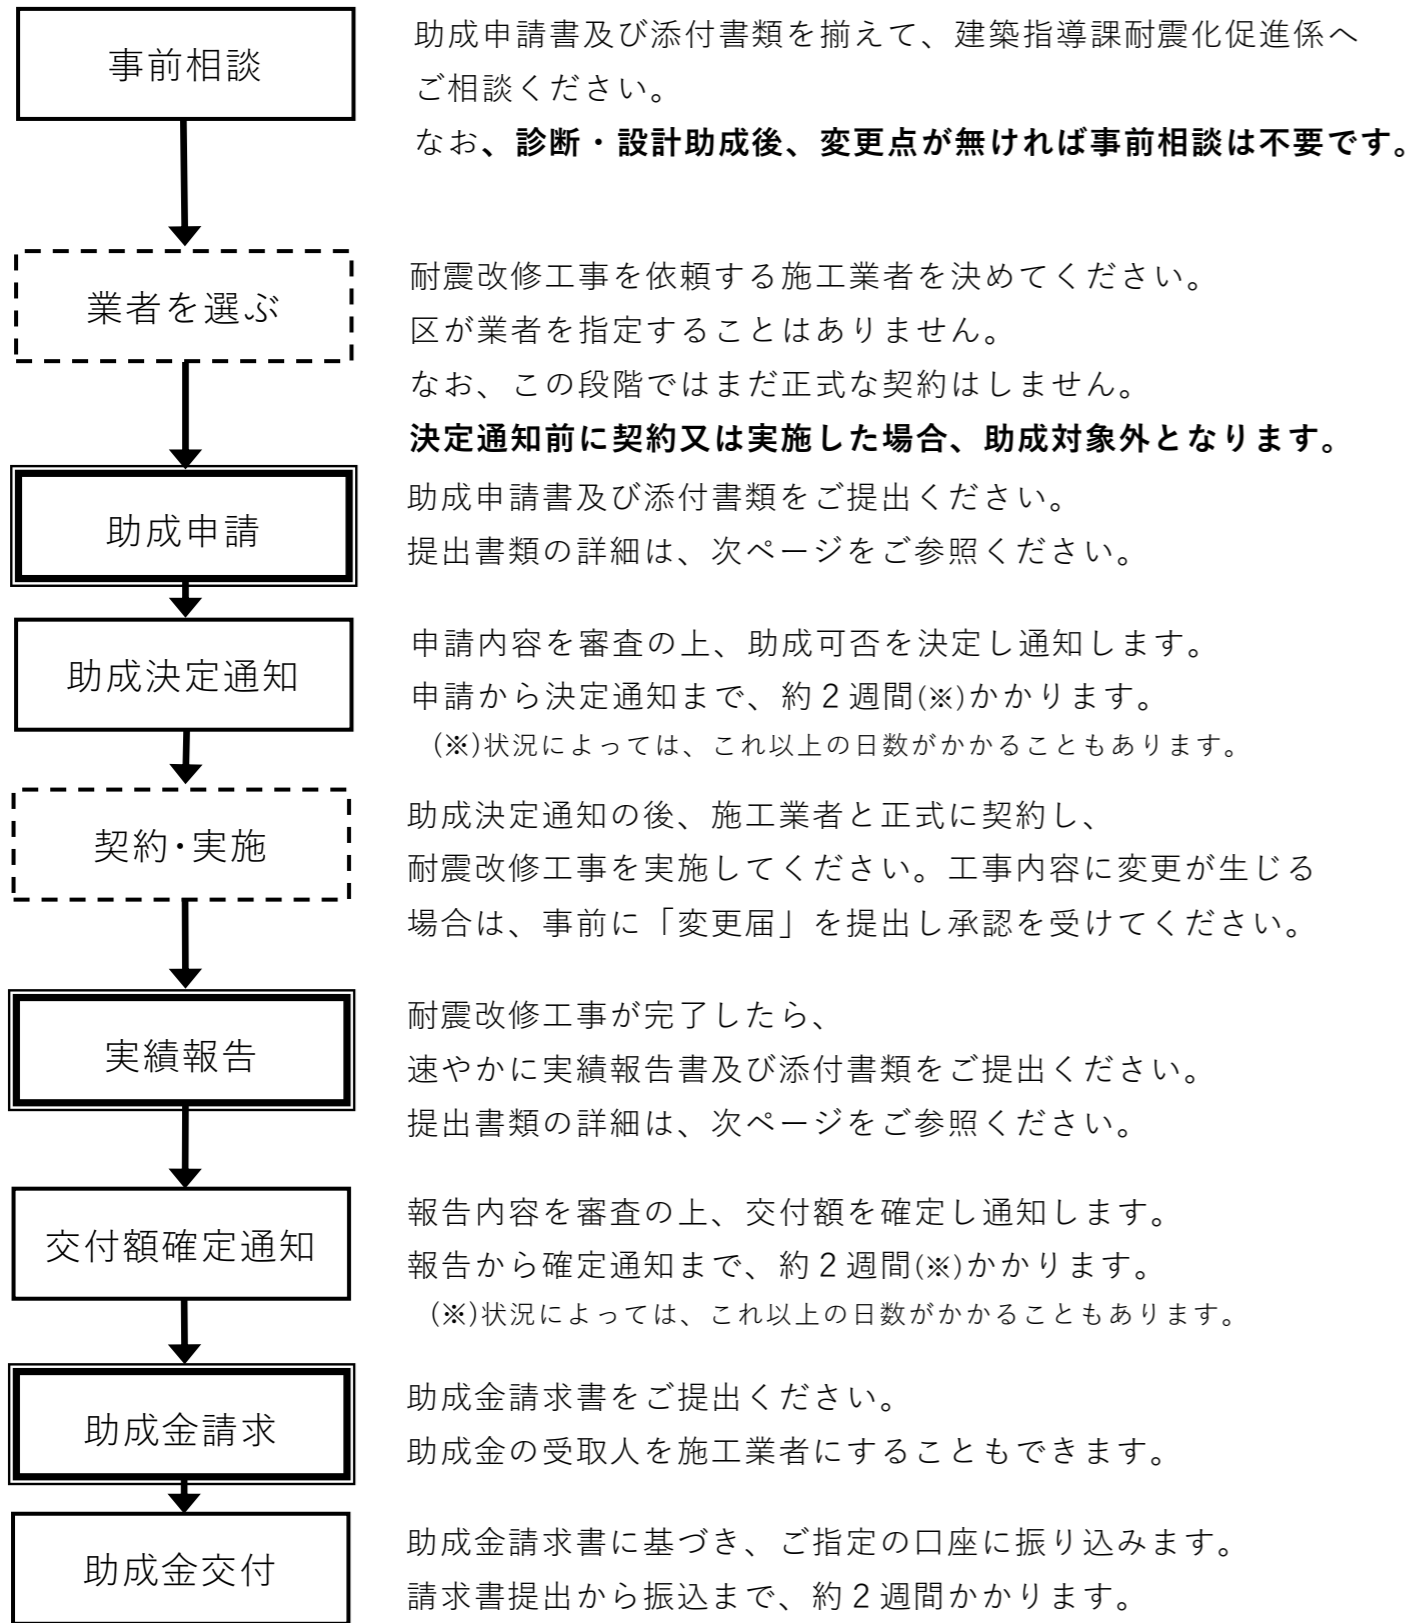 事前相談
助成申請書及び添付書類を揃えて、建築指導課耐震化促進係へ
ご相談ください。
なお、診断・設計助成後、変更点が無ければ事前相談は不要です。
業者を選ぶ
耐震改修工事を依頼する施工業者を決めてください。
区が業者を指定することはありません。
なお、この段階ではまだ正式な契約はしません。
決定通知前に契約又は実施した場合、助成対象外となります。
助成申請
助成申請書及び添付書類をご提出ください。
提出書類の詳細は、次ページをご参照ください。
助成決定通知
申請内容を審査の上、助成可否を決定し通知します。
申請から決定通知まで、約２週間(※)かかります。
(※)状況によっては、これ以上の日数がかかることもあります。
契約・実施
助成決定通知の後、施工業者と正式に契約し、
耐震改修工事を実施してください。工事内容に変更が生じる
場合は、事前に「変更届」を提出し承認を受けてください。
実績報告
耐震改修工事が完了したら、
速やかに実績報告書及び添付書類をご提出ください。
提出書類の詳細は、次ページをご参照ください。
交付額確定通知
報告内容を審査の上、交付額を確定し通知します。
報告から確定通知まで、約２週間(※)かかります。
(※)状況によっては、これ以上の日数がかかることもあります。
助成金請求
助成金請求書をご提出ください。
助成金の受取人を施工業者にすることもできます。
助成金交付
助成金請求書に基づき、ご指定の口座に振り込みます。
請求書提出から振込まで、約２週間かかります。